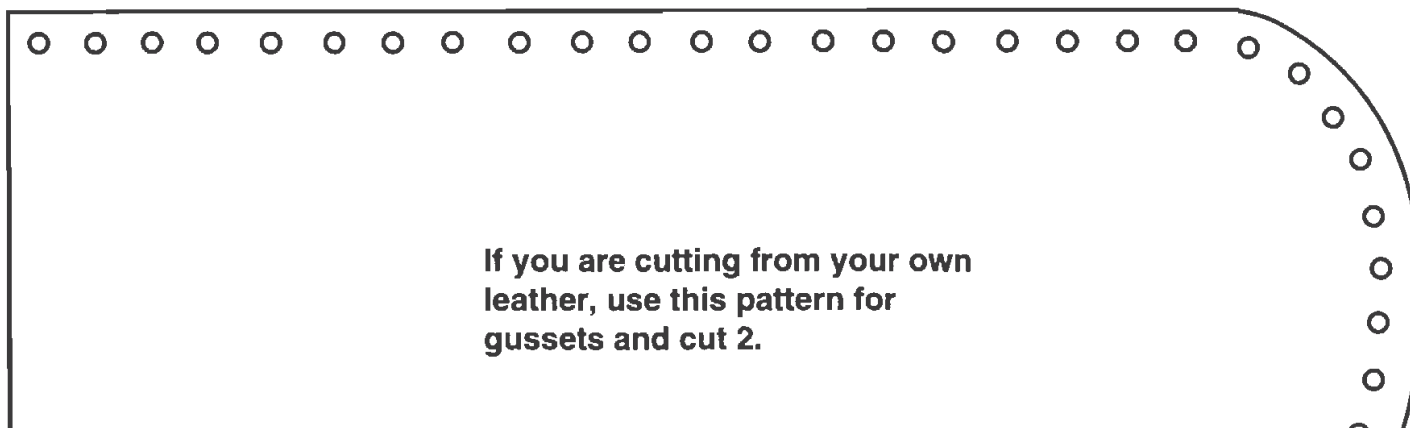 If you are cutting from your own
leather, use this pattern for
gussets and cut 2.